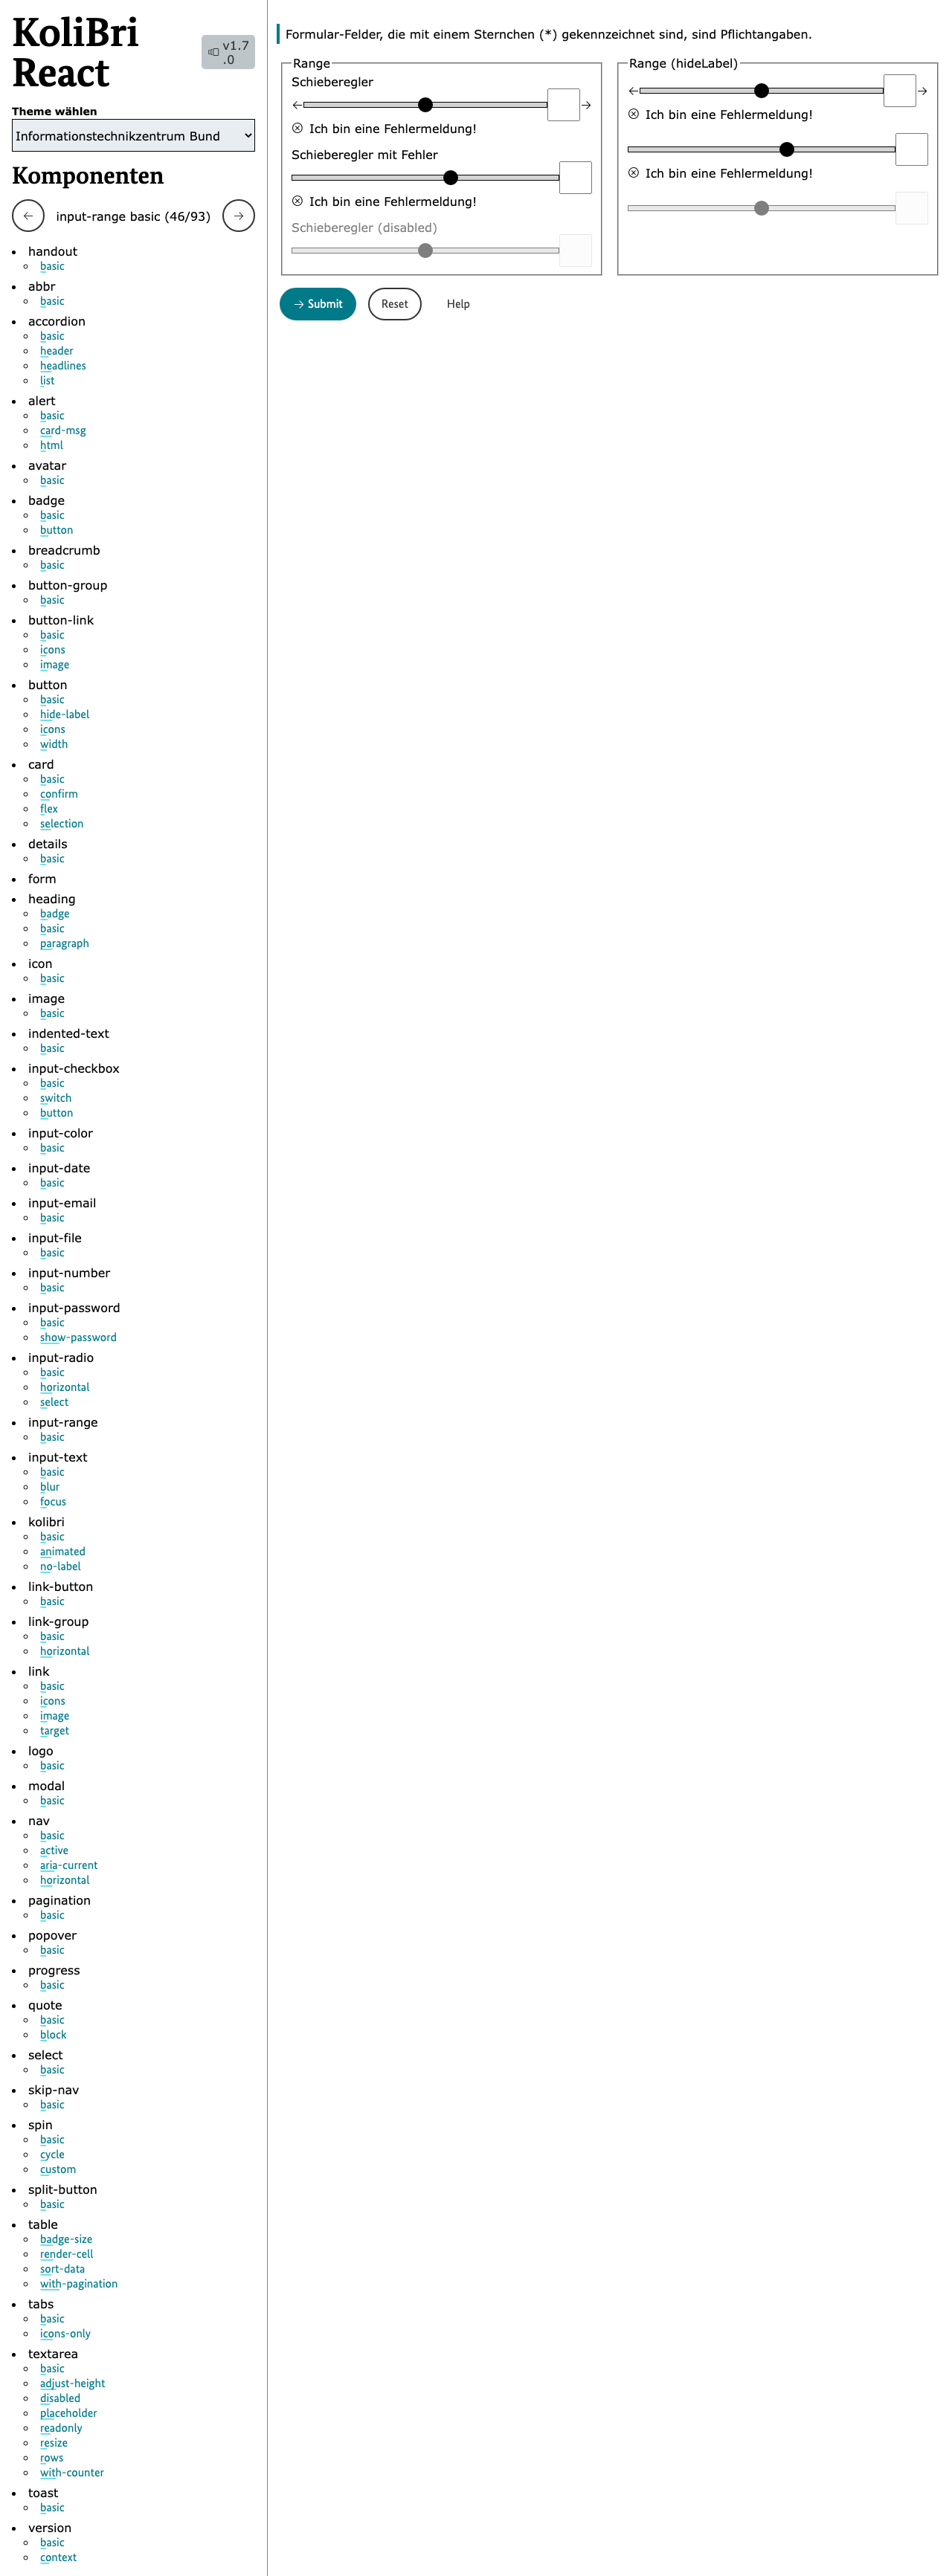 KoliBri
React
v1.7
.0
Theme wählen
Informationstechnikzentrum Bund
Komponenten
input-range basic (46/93)
handout
basic
abbr
basic
accordion
basic
header
headlines
list
alert
basic
card-msg
html
avatar
basic
badge
basic
button
breadcrumb
basic
button-group
basic
button-link
basic
icons
image
button
basic
hide-label
icons
width
card
basic
confirm
flex
selection
details
basic
form
heading
badge
basic
paragraph
icon
basic
image
basic
indented-text
basic
input-checkbox
basic
switch
button
input-color
basic
input-date
basic
input-email
basic
input-file
basic
input-number
basic
input-password
basic
show-password
input-radio
basic
horizontal
select
input-range
basic
input-text
basic
blur
focus
kolibri
basic
animated
no-label
link-button
basic
link-group
basic
horizontal
link
basic
icons
image
target
logo
basic
modal
basic
nav
basic
active
aria-current
horizontal
pagination
basic
popover
basic
progress
basic
quote
basic
block
select
basic
skip-nav
basic
spin
basic
cycle
custom
split-button
basic
table
badge-size
render-cell
sort-data
with-pagination
tabs
basic
icons-only
textarea
basic
adjust-height
disabled
placeholder
readonly
resize
rows
with-counter
toast
basic
version
basic
context
Formular-Felder, die mit einem Sternchen (*) gekennzeichnet sind, sind Pflichtangaben.
Range
Schieberegler
Ich bin eine Fehlermeldung!
Schieberegler mit Fehler
Ich bin eine Fehlermeldung!
Schieberegler (disabled)
Range (hideLabel)
Ich bin eine Fehlermeldung!
Ich bin eine Fehlermeldung!
Submit
Reset
Help